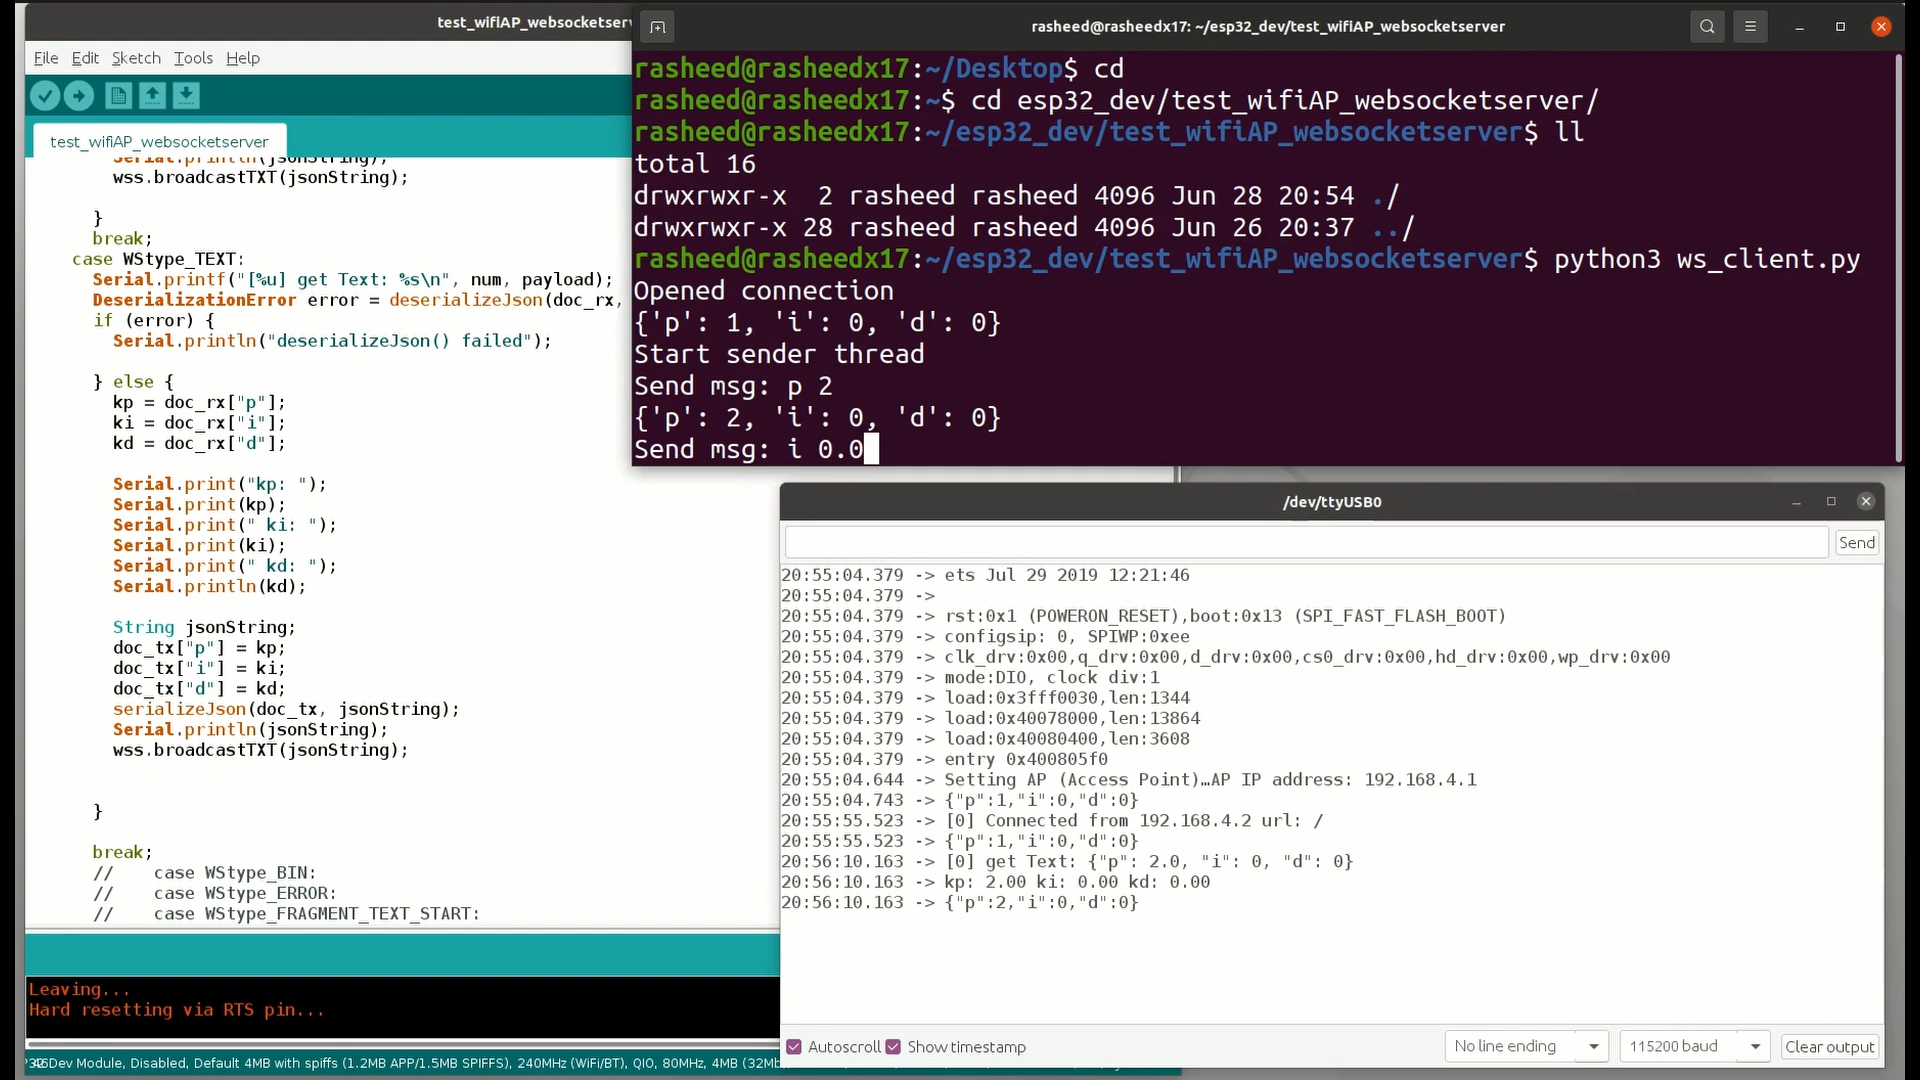 test_wifiAP_websocketserv
File Edit Sketch Tools Help
test_wifiAP_websocketserver
Serial.println(jsonString);
wss.broadcastTXT(jsonString);
}
break;
case WStype_TEXT:
Serial.printf("[%u] get Text: %s\n", num, payload);
DeserializationError error = deserializeJson(doc_rx,
if (error) {
Serial.println("deserializeJson() failed");
} else {
kp = doc_rx["p"];
ki = doc_rx["i"];
kd = doc_rx["d"];
Serial.print("kp: ");
Serial.print(kp);
Serial.print(" ki: ");
Serial.print(ki);
Serial.print(" kd: ");
Serial.println(kd);
String jsonString;
doc_tx["p"] = kp;
doc_tx["i"] = ki;
doc_tx["d"] = kd;
serializeJson(doc_tx, jsonString);
Serial.println(jsonString);
wss.broadcastTXT(jsonString);
}
break;
//    case WStype_BIN:
//    case WStype_ERROR:
//    case WStype_FRAGMENT_TEXT_START:
Leaving...
Hard resetting via RTS pin...
Dev Module, Disabled, Default 4MB with spiffs (1.2MB APP/1.5MB SPIFFS), 240MHz (WiFi/BT), QIO, 80MHz, 4MB (32Mb
rasheed@rasheedx17: ~/esp32_dev/test_wifiAP_websocketserver
rasheed@rasheedx17:~/Desktop$ cd
rasheed@rasheedx17:~$ cd esp32_dev/test_wifiAP_websocketserver/
rasheed@rasheedx17:~/esp32_dev/test_wifiAP_websocketserver$ ll
total 16
drwxrwxr-x  2 rasheed rasheed 4096 Jun 28 20:54 ./
drwxrwxr-x 28 rasheed rasheed 4096 Jun 26 20:37 ../
rasheed@rasheedx17:~/esp32_dev/test_wifiAP_websocketserver$ python3 ws_client.py
Opened connection
{'p': 1, 'i': 0, 'd': 0}
Start sender thread
Send msg: p 2
{'p': 2, 'i': 0, 'd': 0}
Send msg: i 0.0
/dev/ttyUSB0
Send
20:55:04.379 -> ets Jul 29 2019 12:21:46
20:55:04.379 ->
20:55:04.379 -> rst:0x1 (POWERON_RESET),boot:0x13 (SPI_FAST_FLASH_BOOT)
20:55:04.379 -> configsip: 0, SPIWP:0xee
20:55:04.379 -> clk_drv:0x00,q_drv:0x00,d_drv:0x00,cs0_drv:0x00,hd_drv:0x00,wp_drv:0x00
20:55:04.379 -> mode:DIO, clock div:1
20:55:04.379 -> load:0x3fff0030,len:1344
20:55:04.379 -> load:0x40078000,len:13864
20:55:04.379 -> load:0x40080400,len:3608
20:55:04.379 -> entry 0x400805f0
20:55:04.644 -> Setting AP (Access Point)…AP IP address: 192.168.4.1
20:55:04.743 -> {"p":1,"i":0,"d":0}
20:55:55.523 -> [0] Connected from 192.168.4.2 url: /
20:55:55.523 -> {"p":1,"i":0,"d":0}
20:56:10.163 -> [0] get Text: {"p": 2.0, "i": 0, "d": 0}
20:56:10.163 -> kp: 2.00 ki: 0.00 kd: 0.00
20:56:10.163 -> {"p":2,"i":0,"d":0}
Autoscroll Show timestamp
No line ending
115200 baud
Clear output